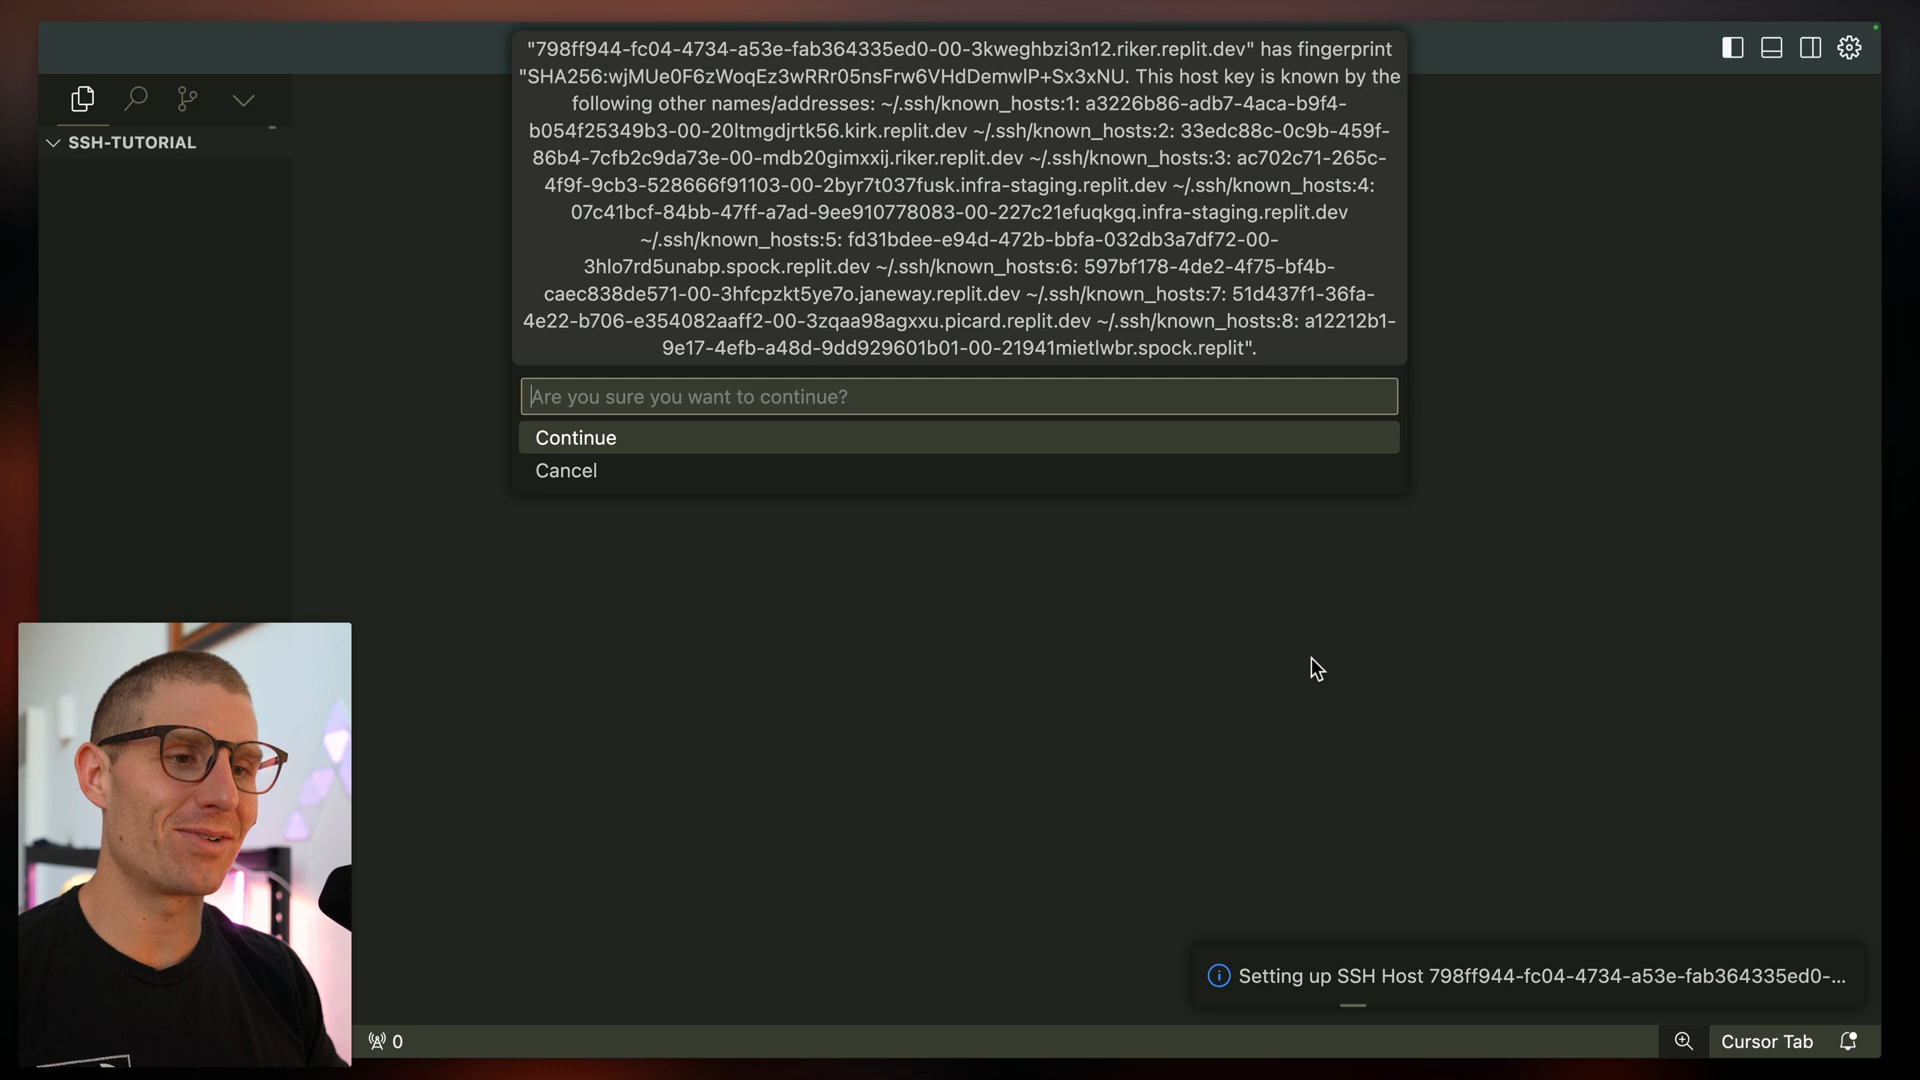 "798ff944-fc04-4734-a53e-fab364335ed0-00-3kweghbzi3n12.riker.replit.dev" has fingerprint
"SHA256:wjMUe0F6zWoqEz3wRRr05nsFrw6VHdDemwIP+Sx3xNU. This host key is known by the
following other names/addresses: ~/.ssh/known_hosts:1: a3226b86-adb7-4aca-b9f4-
b054f25349b3-00-20ltmgdjrtk56.kirk.replit.dev ~/.ssh/known_hosts:2: 33edc88c-0c9b-459f-
86b4-7cfb2c9da73e-00-mdb20gimxxij.riker.replit.dev ~/.ssh/known_hosts:3: ac702c71-265c-
4f9f-9cb3-528666f91103-00-2byr7t037fusk.infra-staging.replit.dev ~/.ssh/known_hosts:4:
07c41bcf-84bb-47ff-a7ad-9ee910778083-00-227c21efuqkgq.infra-staging.replit.dev
~/.ssh/known_hosts:5: fd31bdee-e94d-472b-bbfa-032db3a7df72-00-
3hlo7rd5unabp.spock.replit.dev ~/.ssh/known_hosts:6: 597bf178-4de2-4f75-bf4b-
caec838de571-00-3hfcpzkt5ye7o.janeway.replit.dev ~/.ssh/known_hosts:7: 51d437f1-36fa-
4e22-b706-e354082aaff2-00-3zqaa98agxxu.picard.replit.dev ~/.ssh/known_hosts:8: a12212b1-
9e17-4efb-a48d-9dd929601b01-00-21941mietlwbr.spock.replit".
SSH-TUTORIAL
Are you sure you want to continue?
Continue
Cancel
Setting up SSH Host 798ff944-fc04-4734-a53e-fab364335ed0-...
0
Cursor Tab